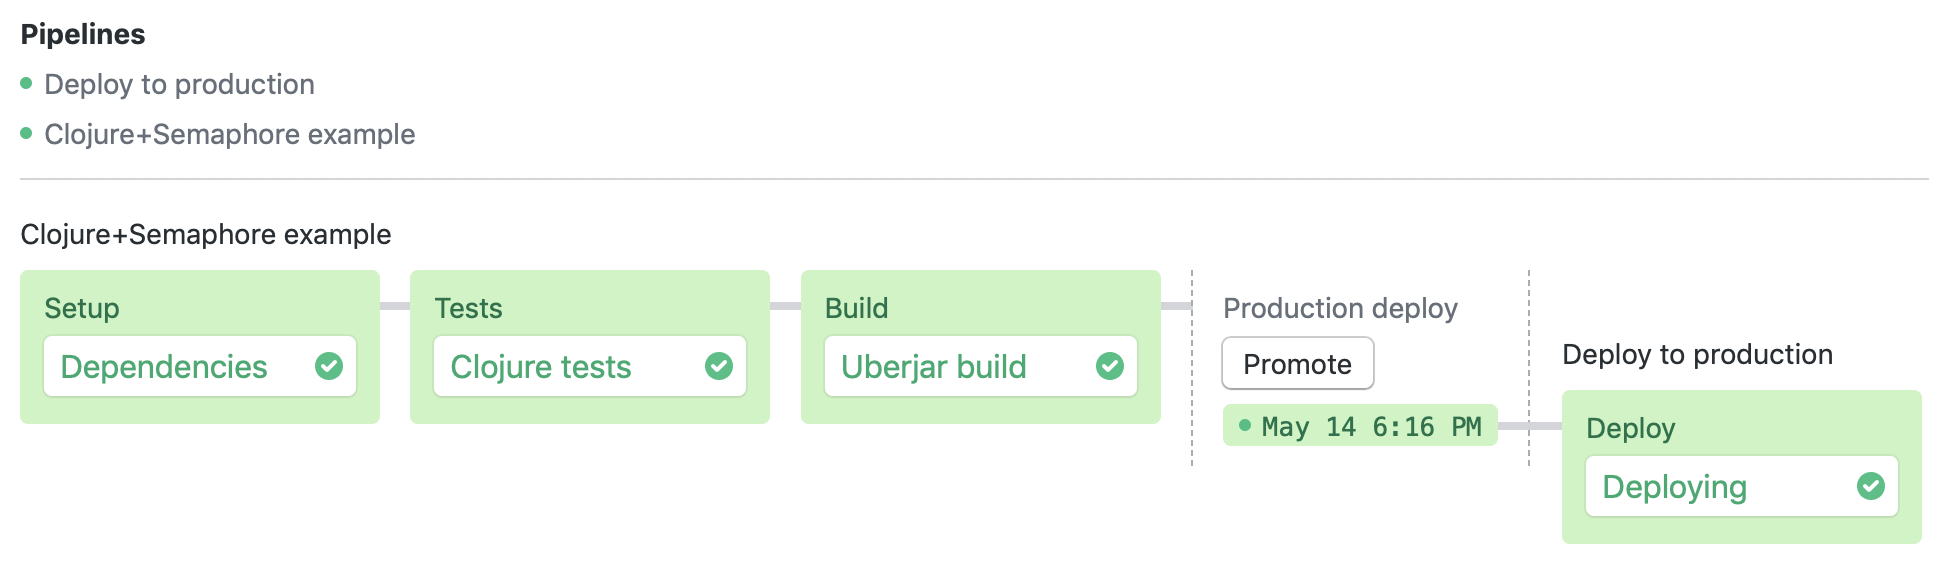 Pipelines
Deploy to production
Clojure+Semaphore example
Clojure+Semaphore example
Setup
Dependencies
Tests
Clojure tests
Build
Uberjar build
Production deploy
Promote
May 14 6:16 PM
Deploy to production
Deploy
Deploying